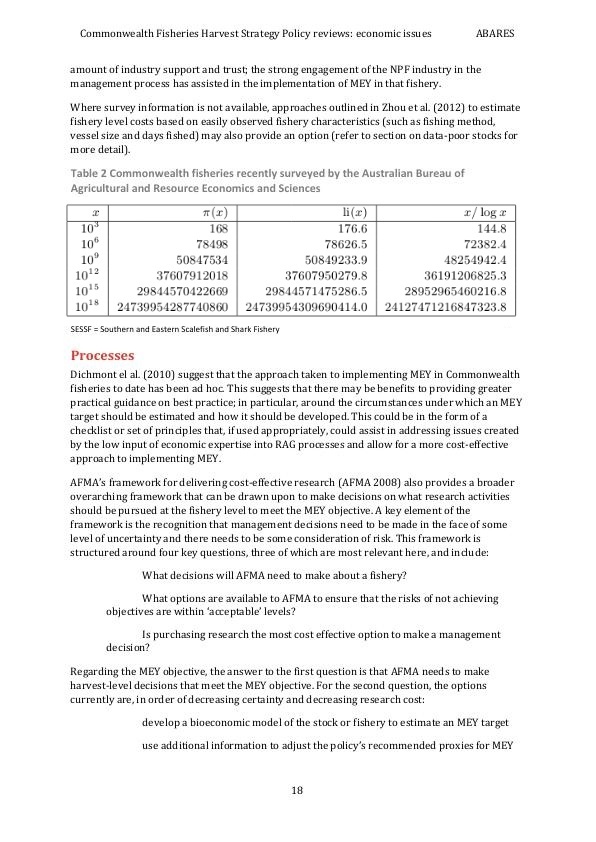 Commonwealth Fisheries Harvest Strategy Policy reviews: economic issues ABARES
amount of industry support and trust; the strong engagement of the NPF industry in the
management process has assisted in the implementation of MEY in that fishery.
Where survey information is not available, approaches outlined in Zhou et al. (2012) to estimate
fishery level costs based on easily observed fishery characteristics (such as fishing method,
vessel size and days fished) may also provide an option (refer to section on data-poor stocks for
more detail).
Table 2 Commonwealth fisheries recently surveyed by the Australian Bureau of
Agricultural and Resource Economics and Sciences
x π(x) li(x) x/ log x
10³ 168 176.6 144.8
10⁶ 78498 78626.5 72382.4
10⁹ 50847534 50849233.9 48254942.4
10¹² 37607912018 37607950279.8 36191206825.3
10¹⁵ 29844570422669 29844571475286.5 28952965460216.8
10¹⁸ 24739954287740860 24739954309690414.0 24127471216847323.8
SESSF = Southern and Eastern Scalefish and Shark Fishery
Processes
Dichmont el al. (2010) suggest that the approach taken to implementing MEY in Commonwealth
fisheries to date has been ad hoc. This suggests that there may be benefits to providing greater
practical guidance on best practice; in particular, around the circumstances under which an MEY
target should be estimated and how it should be developed. This could be in the form of a
checklist or set of principles that, if used appropriately, could assist in addressing issues created
by the low input of economic expertise into RAG processes and allow for a more cost-effective
approach to implementing MEY.
AFMA's framework for delivering cost-effective research (AFMA 2008) also provides a broader
overarching framework that can be drawn upon to make decisions on what research activities
should be pursued at the fishery level to meet the MEY objective. A key element of the
framework is the recognition that management decisions need to be made in the face of some
level of uncertainty and there needs to be some consideration of risk. This framework is
structured around four key questions, three of which are most relevant here, and include:
What decisions will AFMA need to make about a fishery?
What options are available to AFMA to ensure that the risks of not achieving
objectives are within 'acceptable' levels?
Is purchasing research the most cost effective option to make a management
decision?
Regarding the MEY objective, the answer to the first question is that AFMA needs to make
harvest-level decisions that meet the MEY objective. For the second question, the options
currently are, in order of decreasing certainty and decreasing research cost:
develop a bioeconomic model of the stock or fishery to estimate an MEY target
use additional information to adjust the policy's recommended proxies for MEY
18